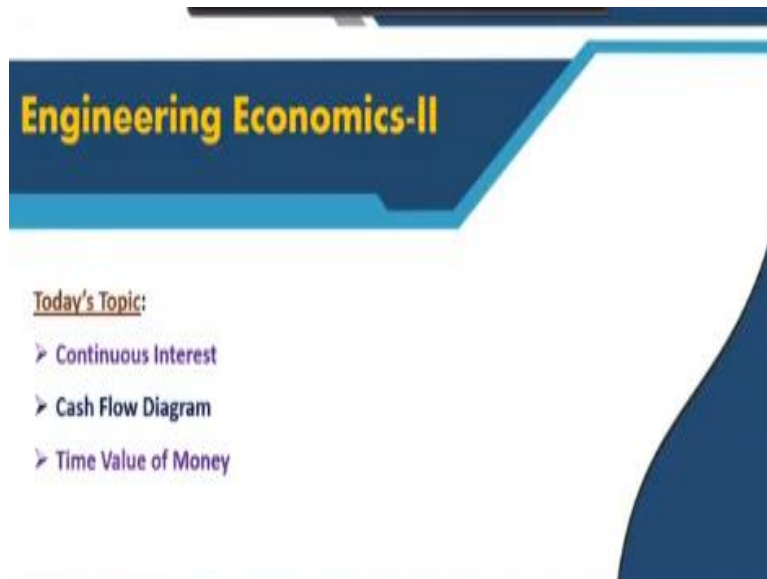 Engineering Economics-II
Today's Topic:
➢ Continuous Interest
➢ Cash Flow Diagram
➢ Time Value of Money